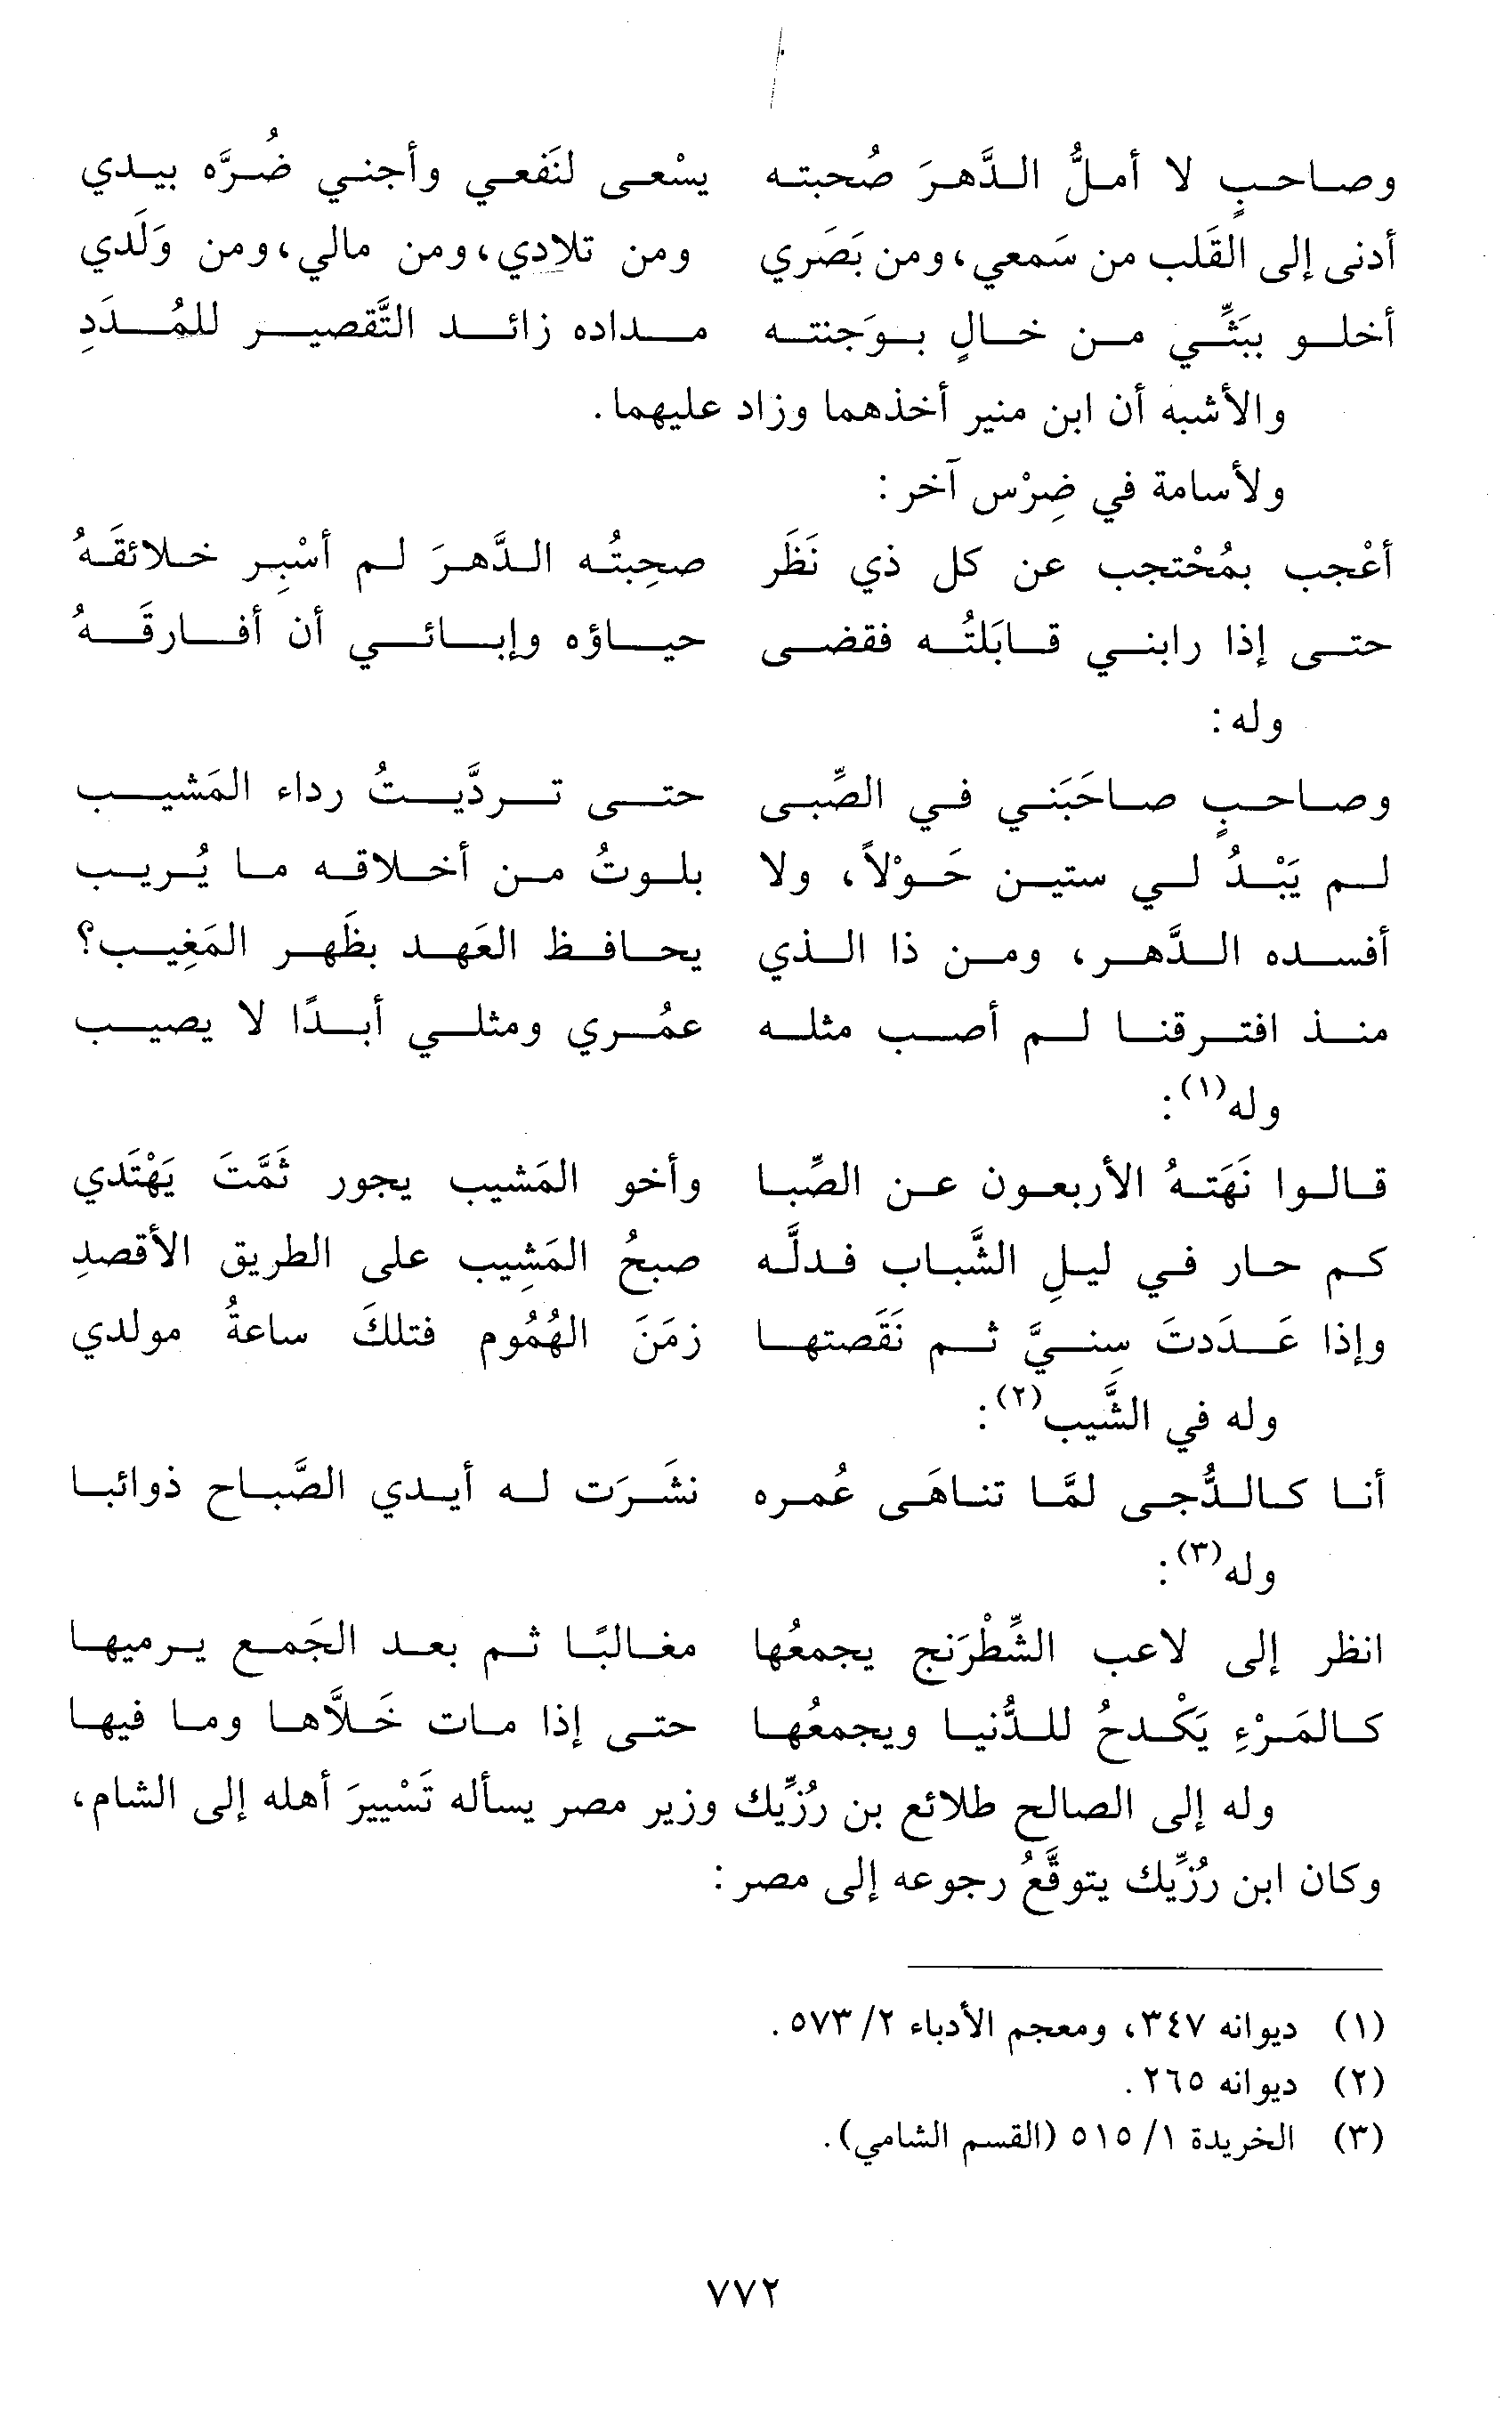 وصاحبٍ لا أملُّ الدَّهرَ صُحبته يسْعى لنَفعي وأجني ضُرَّه بيدي
أدنى إلى القَلب من سَمعي، ومن بَصَري ومن تلادي، ومن مالي، ومن وَلَدي
أخلو ببَثِّي من خالٍ بوَجنته مداده زائد التَّقصير للمُدَدِ
والأشبه أن ابن منير أخذهما وزاد عليهما.
ولأسامة في ضِرْس آخر:
أعْجب بمُحْتجب عن كل ذي نَظَر صحِبتُه الدَّهرَ لم أسْبِر خلائقَهُ
حتى إذا رابني قابَلتُه فقضى حياؤه وإبائي أن أفارقَهُ
وله:
وصاحبٍ صاحَبَني في الصِّبى حتى تردَّيتُ رداء المَشيب
لم يَبْدُ لي ستين حَوْلاً، ولا بلوتُ من أخلاقه ما يُريب
أفسده الدَّهر، ومن ذا الذي يحافظ العَهد بظَهر المَغِيب؟
منذ افترقنا لم أصب مثله عمُري ومثلي أبدًا لا يصيب
وله(١):
قالوا نَهَتهُ الأربعون عن الصِّبا وأخو المَشيب يجور ثَمَّتَ يَهْتَدي
كم حار في ليلِ الشَّباب فدلَّه صبحُ المَشِيب على الطريق الأقصدِ
وإذا عَدَدتَ سِنيَّ ثم نَقَصتها زمَنَ الهُمُوم فتلكَ ساعةُ مولدي
وله في الشَّيب(٢):
أنا كالدُّجى لمَّا تناهَى عُمره نشَرَت له أيدي الصَّباح ذوائبا
وله(٣):
انظر إلى لاعب الشِّطْرَنج يجمعُها مغالبًا ثم بعد الجَمع يرميها
كالمَرْءِ يَكْدحُ للدُّنيا ويجمعُها حتى إذا مات خَلاَّها وما فيها
وله إلى الصالح طلائع بن رُزِّيك وزير مصر يسأله تَسْييرَ أهله إلى الشام،
وكان ابن رُزِّيك يتوقَّعُ رجوعه إلى مصر:
(١) ديوانه ٣٤٧، ومعجم الأدباء ٢/ ٥٧٣.
(٢) ديوانه ٢٦٥.
(٣) الخريدة ١/ ٥١٥ (القسم الشامي).
٧٧٢